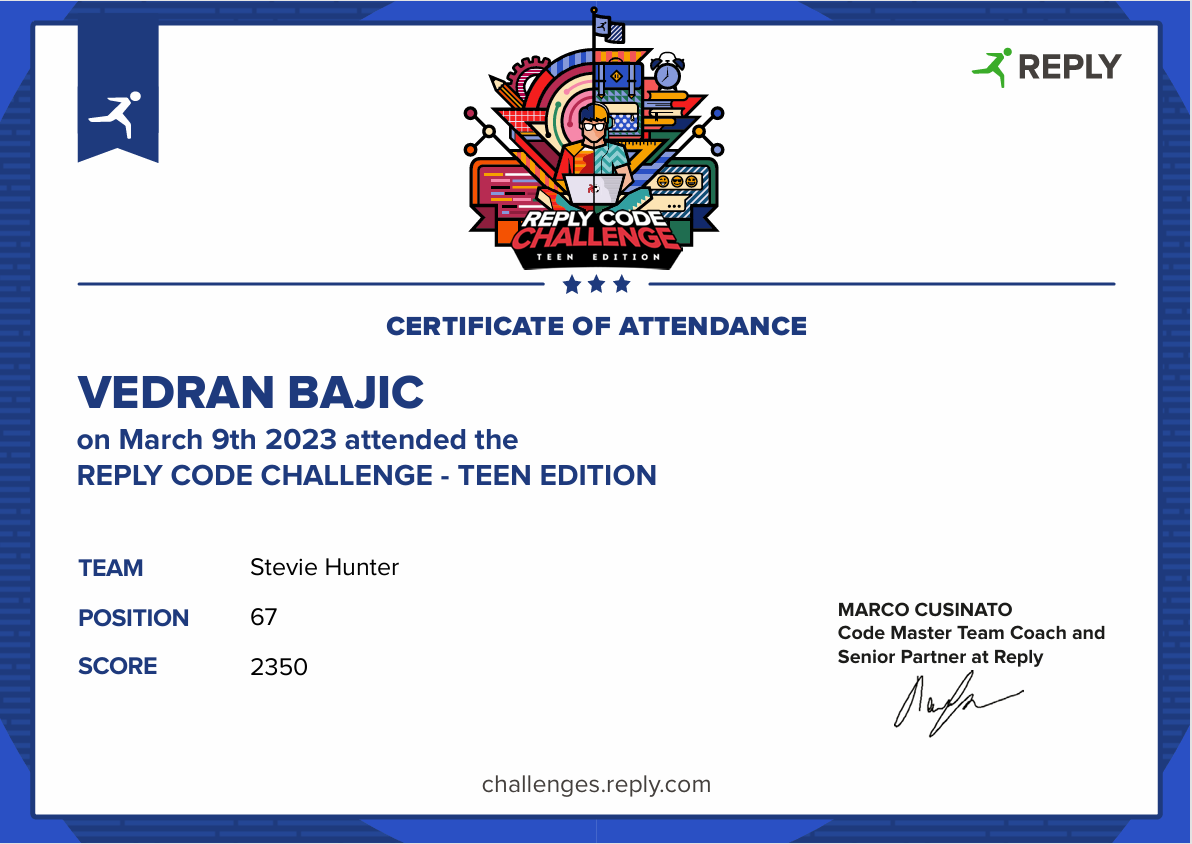 REPLY
REPLY CODE
CHALLENGE
TEEN EDITION
CERTIFICATE OF ATTENDANCE
VEDRAN BAJIC
on March 9th 2023 attended the
REPLY CODE CHALLENGE - TEEN EDITION
TEAM Stevie Hunter
POSITION 67
SCORE 2350
MARCO CUSINATO
Code Master Team Coach and
Senior Partner at Reply
challenges.reply.com